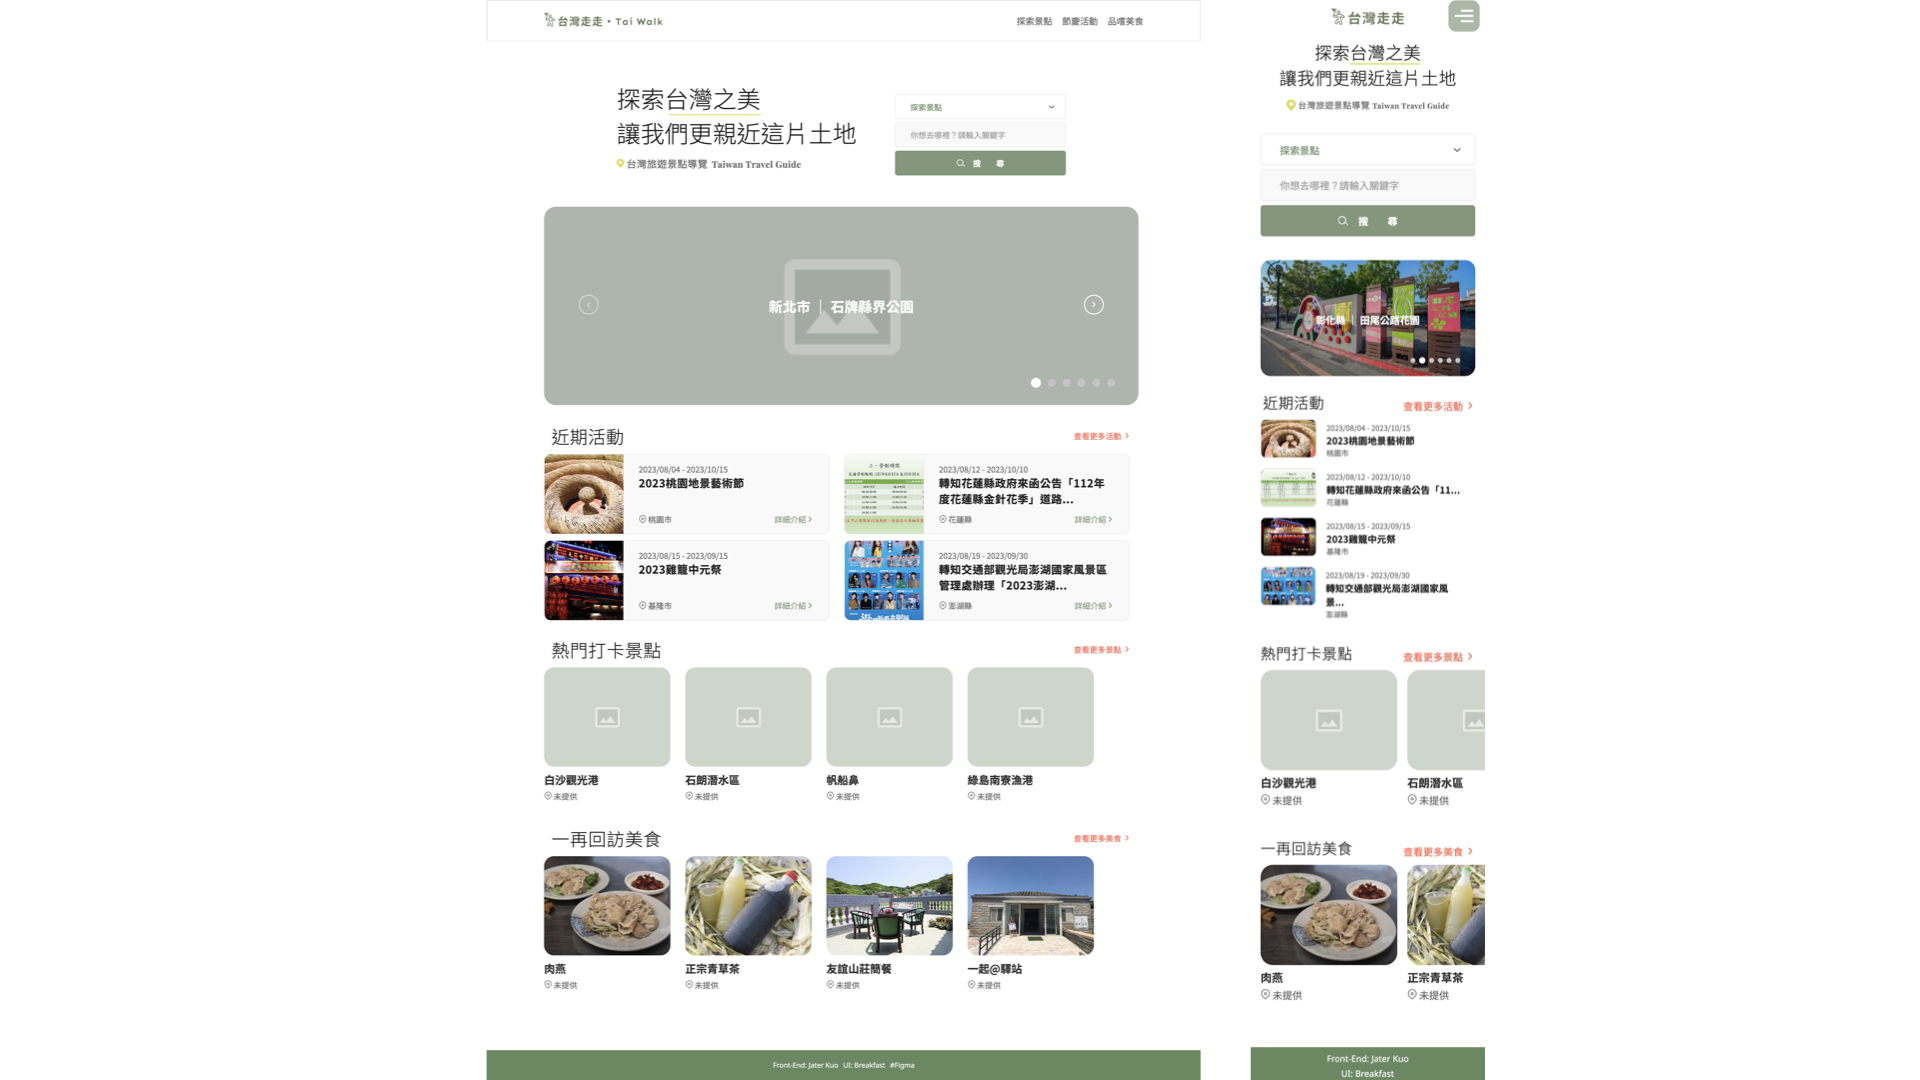 台灣走走・Tai Walk
探索景點 節慶活動 品嚐美食
探索台灣之美
讓我們更親近這片土地
台灣旅遊景點導覽 Taiwan Travel Guide
探索景點
你想去哪裡？請輸入關鍵字
搜 尋
新北市｜石牌縣界公園
近期活動
查看更多活動
2023/08/04 - 2023/10/15
2023桃園地景藝術節
桃園市
詳細介紹
2023/08/12 - 2023/10/10
轉知花蓮縣政府來函公告「112年
度花蓮縣金針花季」道路...
花蓮縣
詳細介紹
2023/08/15 - 2023/09/15
2023雞籠中元祭
基隆市
詳細介紹
2023/08/19 - 2023/09/30
轉知交通部觀光局澎湖國家風景區
管理處辦理「2023澎湖...
澎湖縣
詳細介紹
熱門打卡景點
查看更多景點
白沙觀光港
未提供
石朗潛水區
未提供
帆船鼻
未提供
綠島南寮漁港
未提供
一再回訪美食
查看更多美食
肉燕
未提供
正宗青草茶
未提供
友誼山莊簡餐
未提供
一起@驛站
未提供
Front-End: Jater Kuo UI: Breakfast #Figma
台灣走走
探索台灣之美
讓我們更親近這片土地
台灣旅遊景點導覽 Taiwan Travel Guide
探索景點
你想去哪裡？請輸入關鍵字
搜 尋
彰化縣｜田尾公路花園
近期活動
查看更多活動
2023/08/04 - 2023/10/15
2023桃園地景藝術節
桃園市
2023/08/12 - 2023/10/10
轉知花蓮縣政府來函公告「11...
花蓮縣
2023/08/15 - 2023/09/15
2023雞籠中元祭
基隆市
2023/08/19 - 2023/09/30
轉知交通部觀光局澎湖國家風
景...
澎湖縣
熱門打卡景點
查看更多景點
白沙觀光港
未提供
石朗潛水區
未提供
一再回訪美食
查看更多美食
肉燕
未提供
正宗青草茶
未提供
Front-End: Jater Kuo
UI: Breakfast